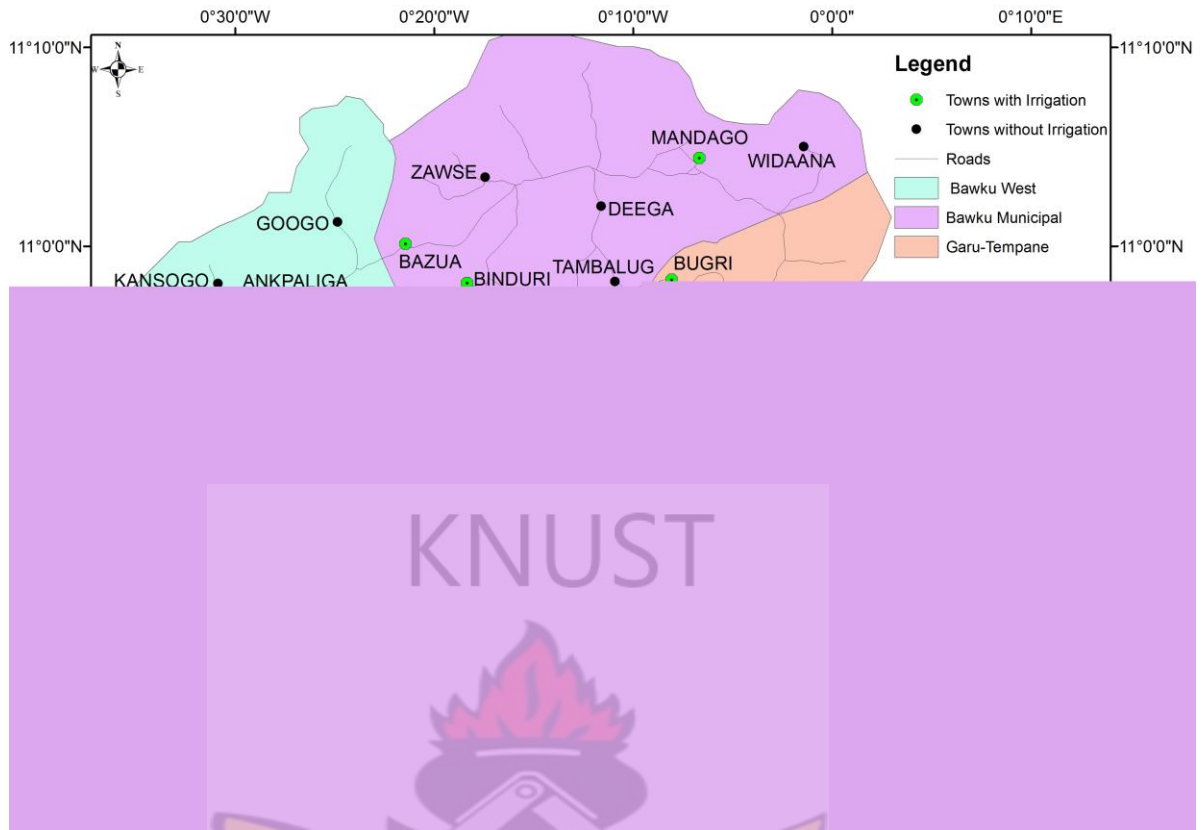 0°30'0"W 0°20'0"W 0°10'0"W 0°0'0" 0°10'0"E
11°10'0"N 11°10'0"N
N
W E
S
Legend
Towns with Irrigation
Towns without Irrigation
Roads
Bawku West
Bawku Municipal
Garu-Tempane
MANDAGO
WIDAANA
ZAWSE
DEEGA
GOOGO
11°0'0"N 11°0'0"N
BAZUA
TAMBALUG
BUGRI
KANSOGO
ANKPALIGA
BINDURI
KNUST